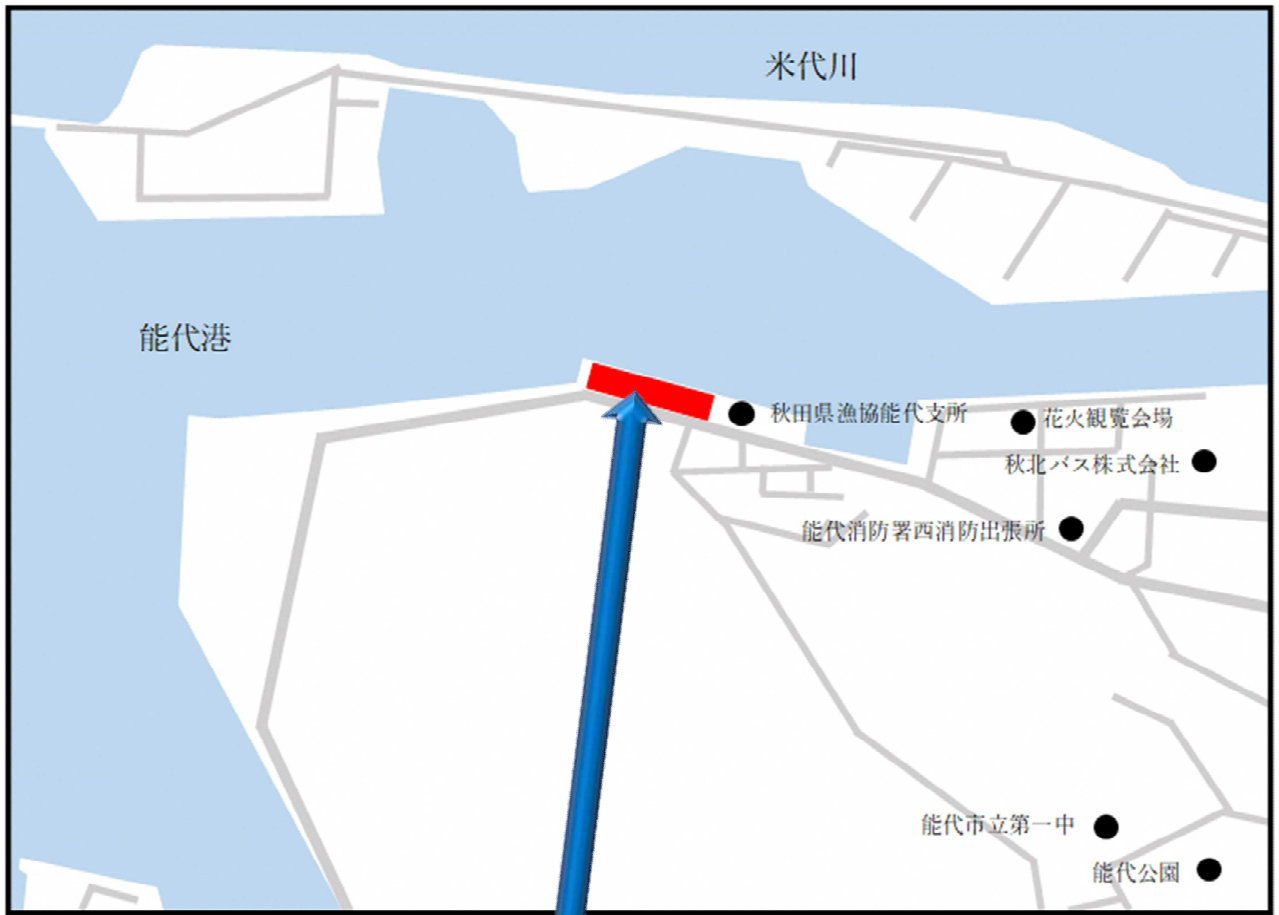 米代川
能代港
秋田県漁協能代支所
花火観覧会場
秋北バス株式会社
能代消防署西消防出張所
能代市立第一中
能代公園